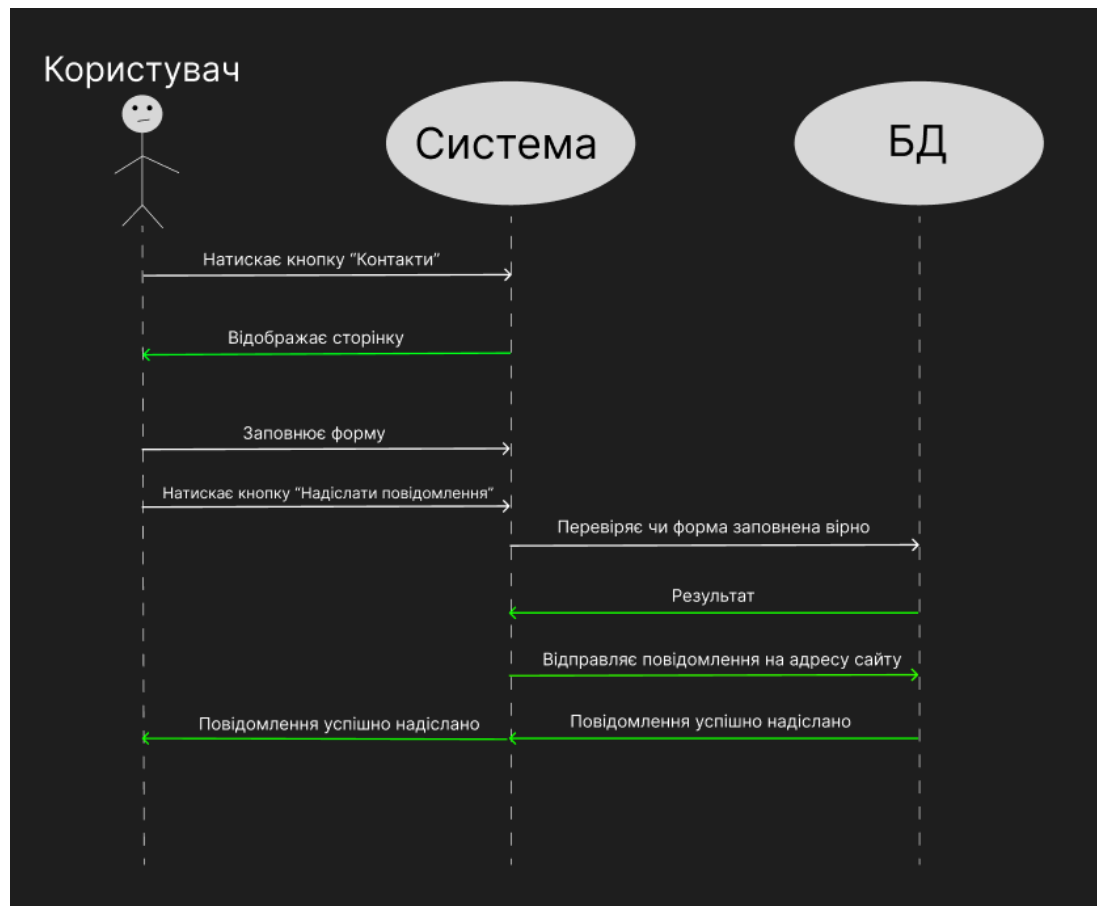 Користувач
Система
БД
Натискає кнопку “Контакти”
Відображає сторінку
Заповнює форму
Натискає кнопку “Надіслати повідомлення”
Перевіряє чи форма заповнена вірно
Результат
Відправляє повідомлення на адресу сайту
Повідомлення успішно надіслано
Повідомлення успішно надіслано